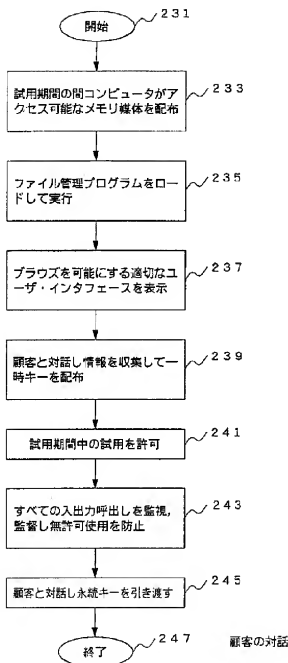 開始
231
試用期間の間コンピュータがア
クセス可能なメモリ媒体を配布
233
ファイル管理プログラムをロー
ドして実行
235
ブラウズを可能にする適切なユ
ーザ・インタフェースを表示
237
顧客と対話し情報を収集して一
時キーを配布
239
試用期間中の試用を許可
241
すべての入出力呼出しを監視,
監督し無許可使用を防止
243
顧客と対話し永続キーを引き渡す
245
終了
247
顧客の対話